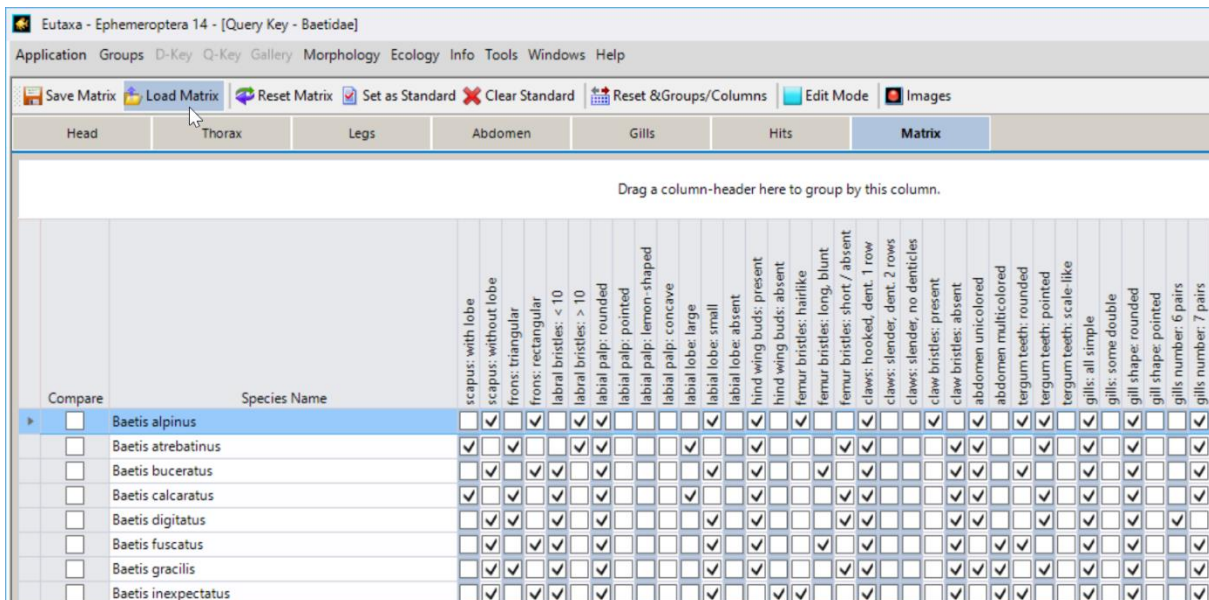 Eutaxa - Ephemeroptera 14 - [Query Key - Baetidae]
Application Groups D-Key Q-Key Gallery Morphology Ecology Info Tools Windows Help
Save Matrix Load Matrix Reset Matrix Set as Standard Clear Standard Reset &Groups/Columns Edit Mode Images
Head Thorax Legs Abdomen Gills Hits Matrix
Drag a column-header here to group by this column.
Compare
Species Name
scapus: with lobe
scapus: without lobe
frons: triangular
frons: rectangular
labral bristles: < 10
labral bristles: > 10
labial palp: rounded
labial palp: pointed
labial palp: lemon-shaped
labial palp: concave
labial lobe: large
labial lobe: small
labial lobe: absent
hind wing buds: present
hind wing buds: absent
femur bristles: hairlike
femur bristles: long, blunt
femur bristles: short / absent
claws: hooked, dent. 1 row
claws: slender, dent. 2 rows
claws: slender, no denticles
claw bristles: present
claw bristles: absent
abdomen unicolored
abdomen multicolored
tergum teeth: rounded
tergum teeth: pointed
tergum teeth: scale-like
gills: all simple
gills: some double
gill shape: rounded
gill shape: pointed
gills number: 6 pairs
gills number: 7 pairs
Baetis alpinus
Baetis atrebatinus
Baetis buceratus
Baetis calcaratus
Baetis digitatus
Baetis fuscatus
Baetis gracilis
Baetis inexpectatus